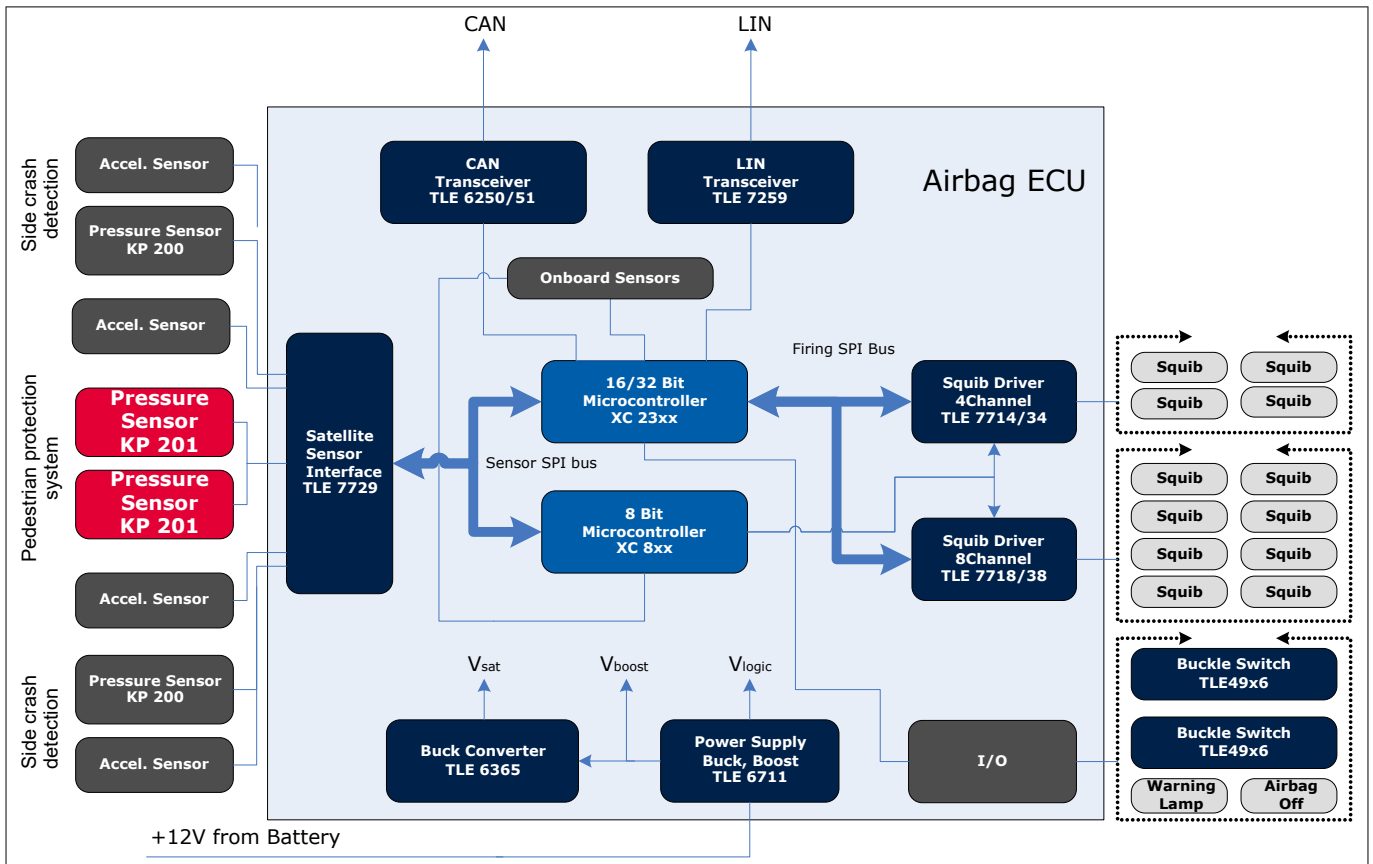 CAN
LIN
Airbag ECU
CAN
Transceiver
TLE 6250/51
LIN
Transceiver
TLE 7259
Side crash
detection
Accel. Sensor
Pressure Sensor
KP 200
Accel. Sensor
Pedestrian protection
system
Pressure
Sensor
KP 201
Pressure
Sensor
KP 201
Accel. Sensor
Side crash
detection
Pressure Sensor
KP 200
Accel. Sensor
Onboard Sensors
Satellite
Sensor
Interface
TLE 7729
Sensor SPI bus
16/32 Bit
Microcontroller
XC 23xx
8 Bit
Microcontroller
XC 8xx
Firing SPI Bus
Squib Driver
4Channel
TLE 7714/34
Squib Driver
8Channel
TLE 7718/38
Squib
Squib
Squib
Squib
Squib
Squib
Squib
Squib
Squib
Squib
Squib
Squib
Vsat
Vboost
Vlogic
Buck Converter
TLE 6365
Power Supply
Buck, Boost
TLE 6711
I/O
Buckle Switch
TLE49x6
Buckle Switch
TLE49x6
Warning
Lamp
Airbag
Off
+12V from Battery